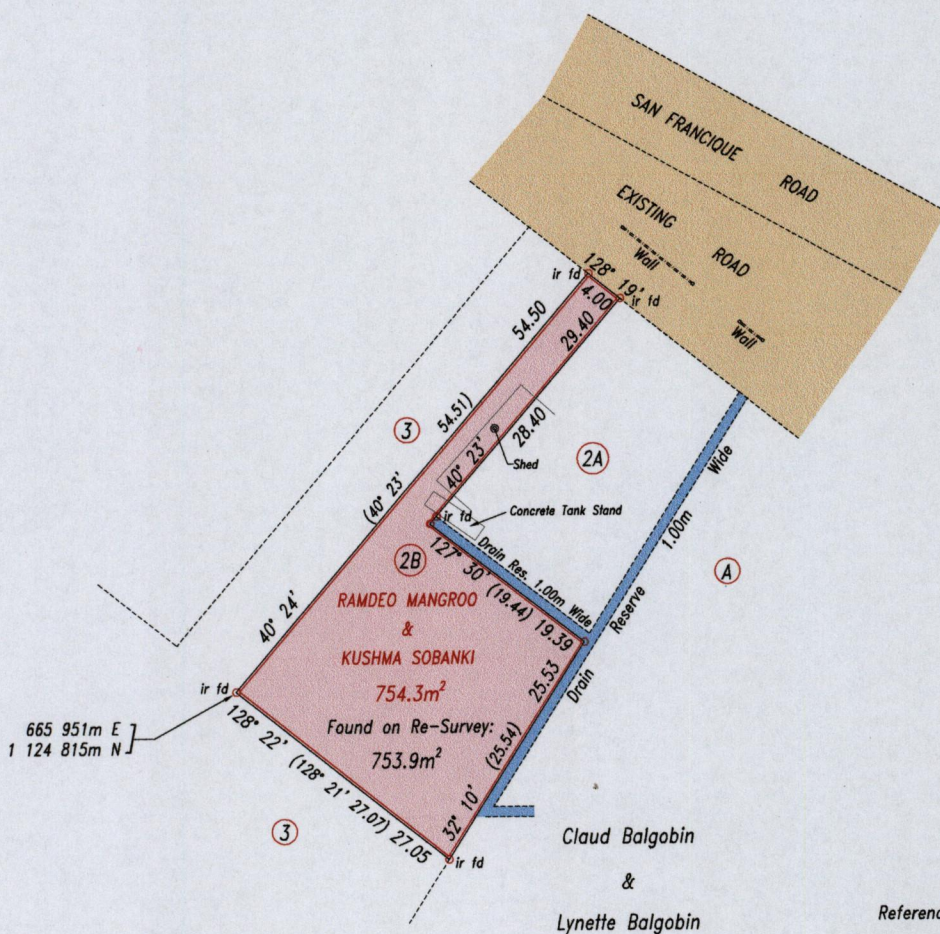 SAN FRANCIQUE ROAD
EXISTING ROAD
Wall
Wall
128° 19'
ir fd
4.00
ir fd
54.50
29.40
54.51)
3
(40° 23'
28.40
40° 23'
Shed
2A
Concrete Tank Stand
ir fd
Drain Res. 1.00m Wide
127° 30' (19.44) 19.39
Drain Reserve 1.00m Wide
A
2B
RAMDEO MANGROO
&
KUSHMA SOBANKI
754.3m²
Found on Re-Survey:
753.9m²
40° 24'
25.53
(25.54)
32° 10'
ir fd
665 951m E
1 124 815m N
128° 22' (128° 21' 27.07) 27.05
3
ir fd
Claud Balgobin
&
Lynette Balgobin